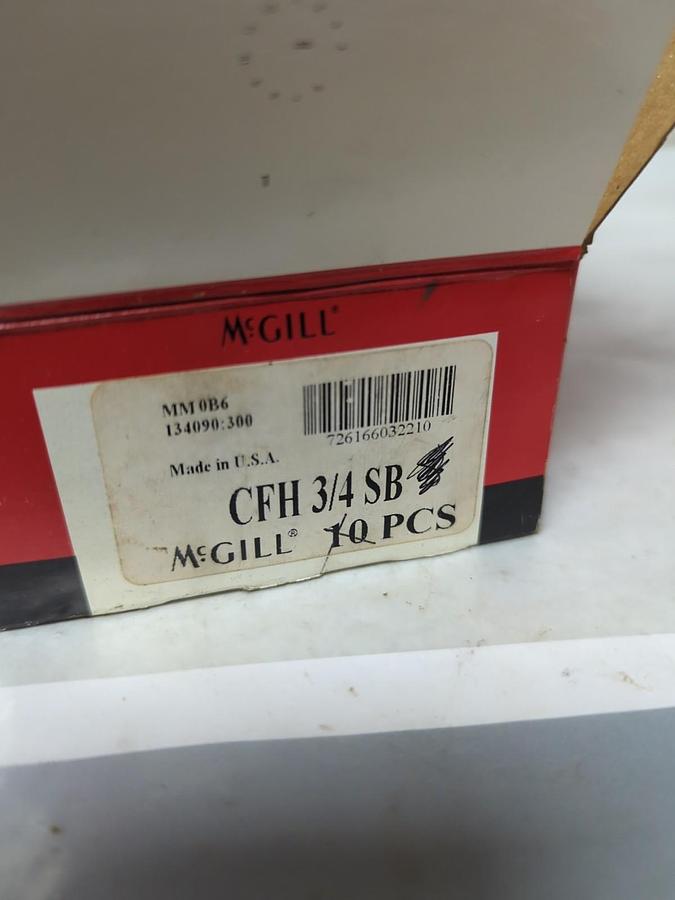 McGILL®
MM 0B6
134090:300
726166032210
Made in U.S.A.
CFH 3/4 SB
McGILL® 10 PCS